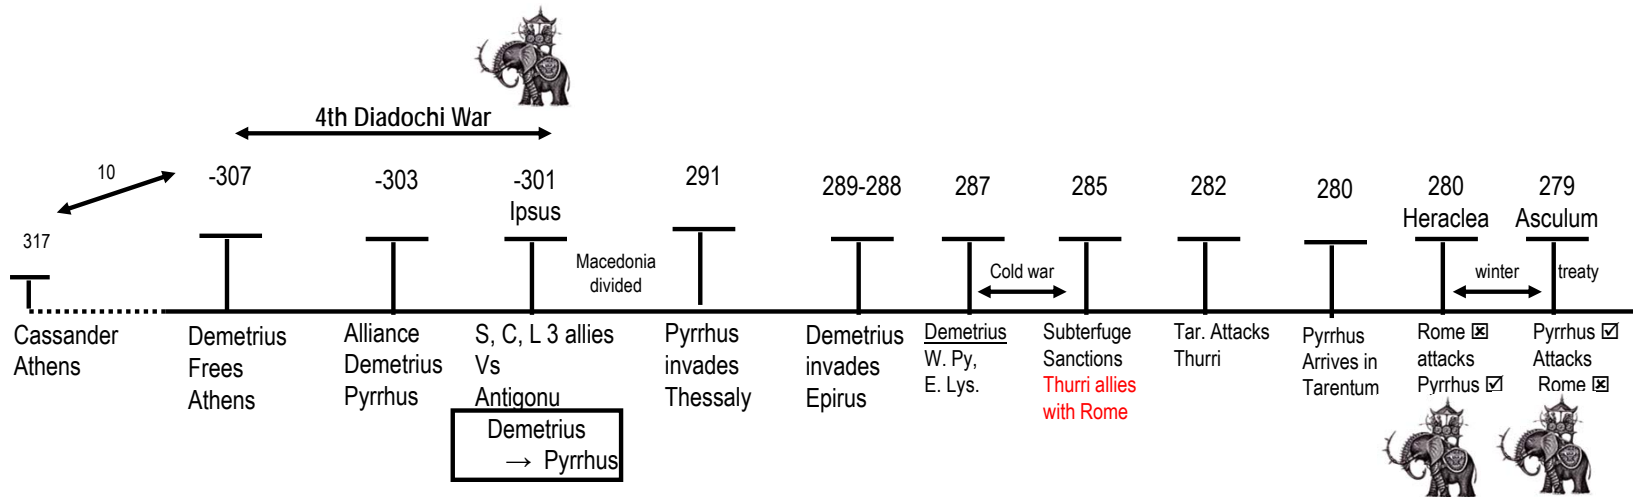 4th Diadochi War
10
317
Cassander
Athens
-307
Demetrius
Frees
Athens
-303
Alliance
Demetrius
Pyrrhus
-301
Ipsus
S, C, L 3 allies
Vs
Antigonu
Demetrius
→ Pyrrhus
Macedonia
divided
291
Pyrrhus
invades
Thessaly
289-288
Demetrius
invades
Epirus
287
Demetrius
W. Py,
E. Lys.
Cold war
285
Subterfuge
Sanctions
Thurri allies
with Rome
282
Tar. Attacks
Thurri
280
Pyrrhus
Arrives in
Tarentum
280
Heraclea
Rome ☒
attacks
Pyrrhus ☑
winter
279
Asculum
treaty
Pyrrhus ☑
Attacks
Rome ☒